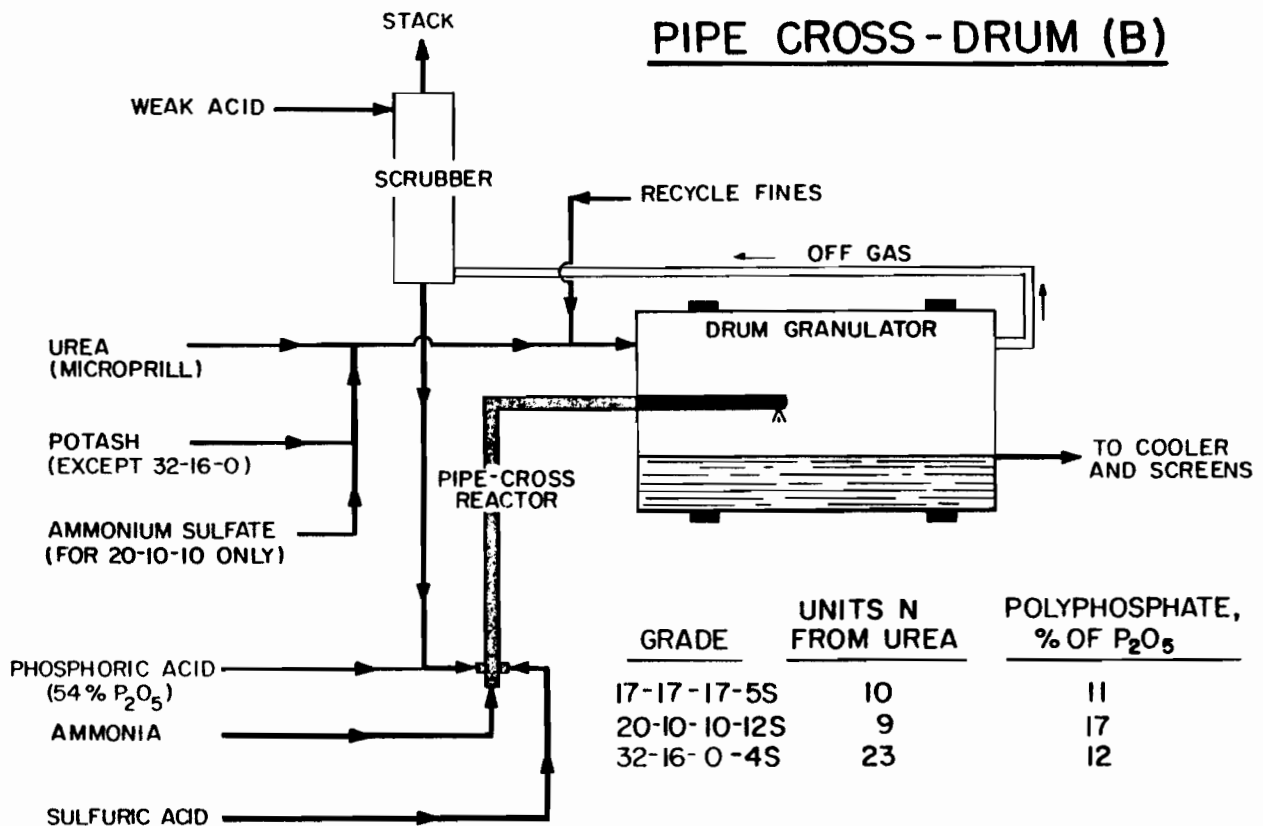 PIPE CROSS-DRUM (B)
STACK
WEAK ACID
SCRUBBER
RECYCLE FINES
OFF GAS
DRUM GRANULATOR
UREA
(MICROPRILL)
POTASH
(EXCEPT 32-16-0)
AMMONIUM SULFATE
(FOR 20-10-10 ONLY)
PIPE-CROSS
REACTOR
TO COOLER
AND SCREENS
PHOSPHORIC ACID
(54% P₂O₅)
AMMONIA
SULFURIC ACID
GRADE UNITS N FROM UREA POLYPHOSPHATE, % OF P₂O₅
17-17-17-5S 10 11
20-10-10-12S 9 17
32-16-0-4S 23 12